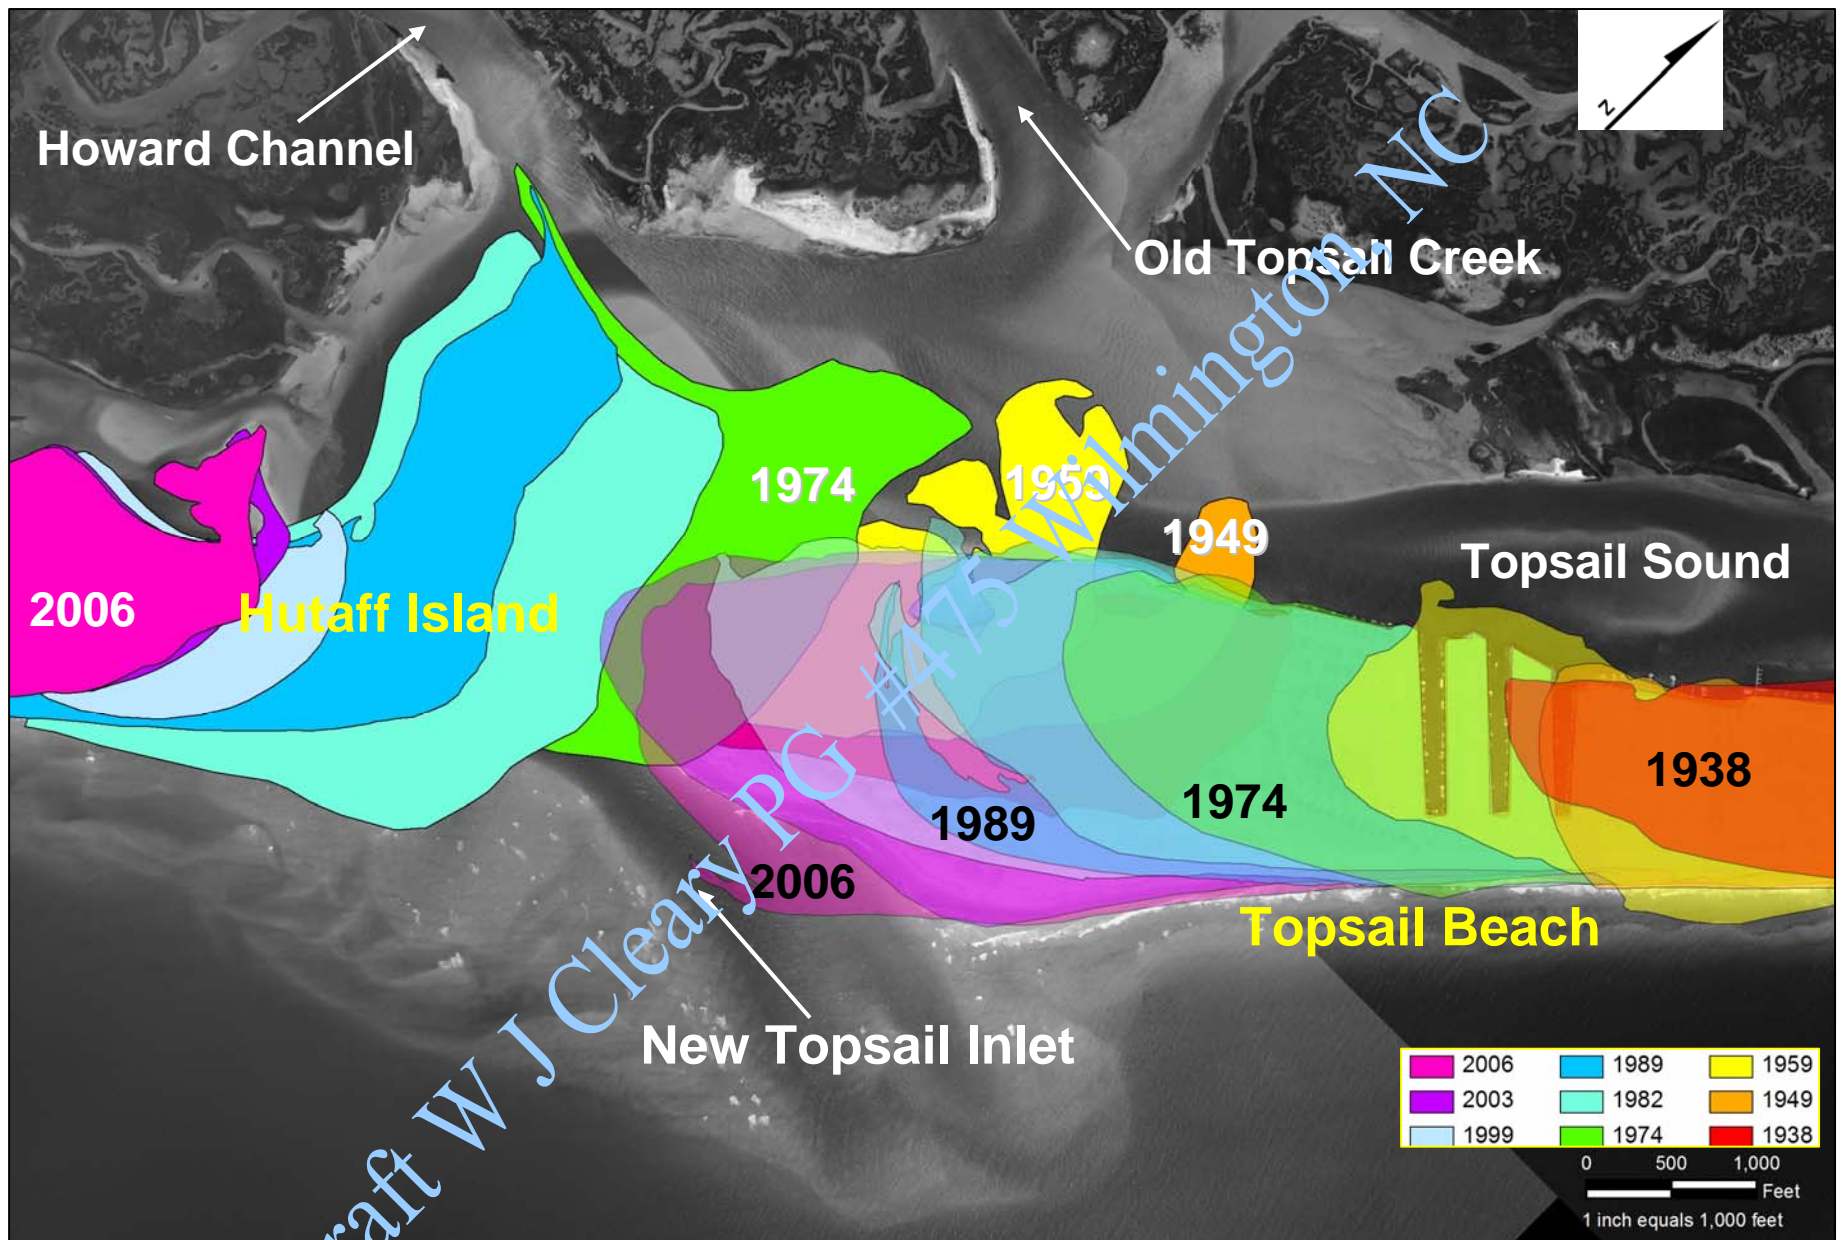 Howard Channel
N
Old Topsail Creek
1974
1959
1949
Topsail Sound
2006
Hutaff Island
1938
1974
1989
2006
Topsail Beach
New Topsail Inlet
raft W J Cleary PG #475 Wilmington, NC
2006 1989 1959
2003 1982 1949
1999 1974 1938
0 500 1,000
Feet
1 inch equals 1,000 feet